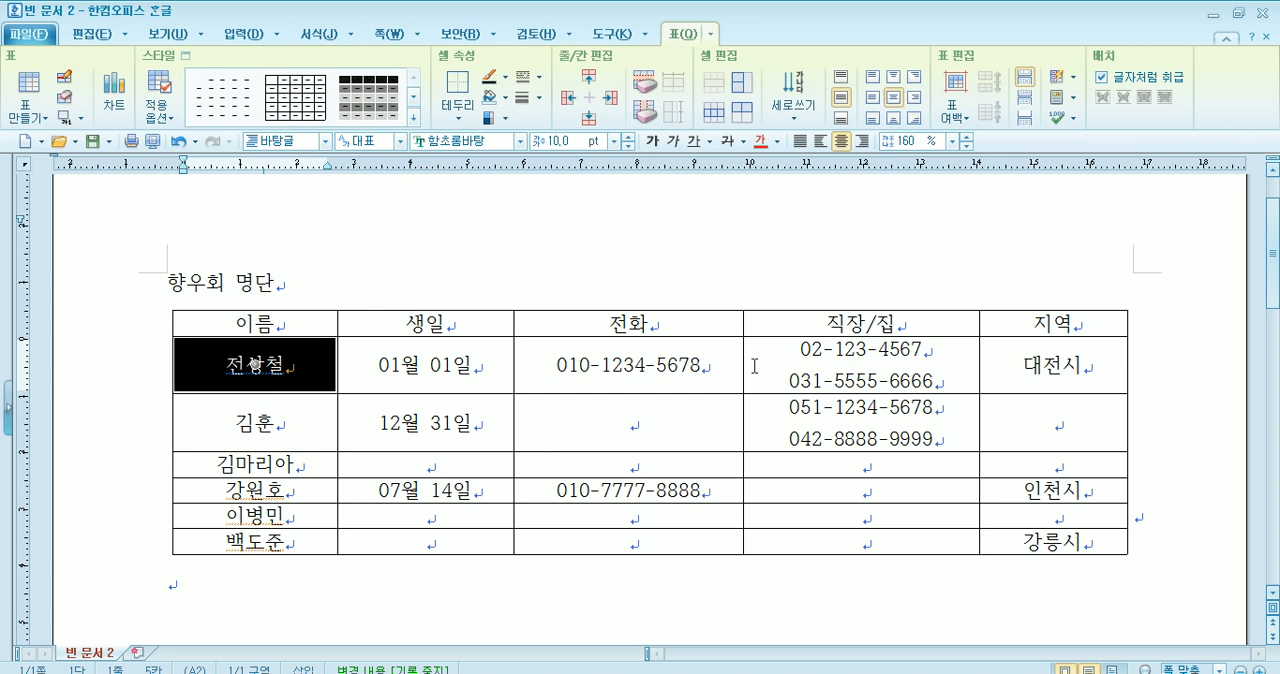 빈 문서 2 - 한컴오피스 흔글
파일(F) 편집(E) 보기(U) 입력(D) 서식(J) 쪽(W) 보안(R) 검토(H) 도구(K) 표(Q)
표 스타일 셀 속성 줄/칸 편집 셀 편집 표 편집 배치
표 만들기 차트 적용 옵션 테두리 세로쓰기 표 여백 글자처럼 취급
바탕글 대표 함초롬바탕 10,0 pt 가 가 가 가 가 160 %
향우회 명단
이름 생일 전화 직장/집 지역
전상철 01월 01일 010-1234-5678 02-123-4567 대전시
031-5555-6666
김훈 12월 31일 051-1234-5678
042-8888-9999
김마리아
강원호 07월 14일 010-7777-8888 인천시
이병민
백도준 강릉시
빈 문서 2
1/1쪽 1단 1줄 5칸 (A2) 1/1 구역 삽입 변경 내용 [기록 중지] 폭 맞춤